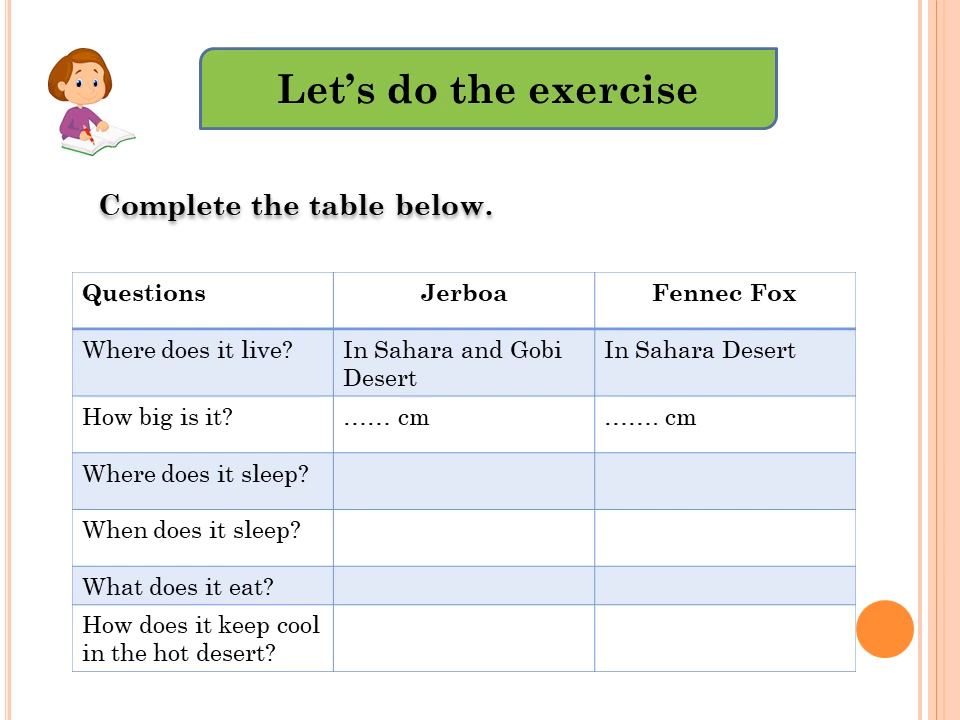 Let’s do the exercise
Complete the table below.
Questions
Jerboa
Fennec Fox
Where does it live?
In Sahara and Gobi
Desert
In Sahara Desert
How big is it?
…… cm
……. cm
Where does it sleep?
When does it sleep?
What does it eat?
How does it keep cool
in the hot desert?